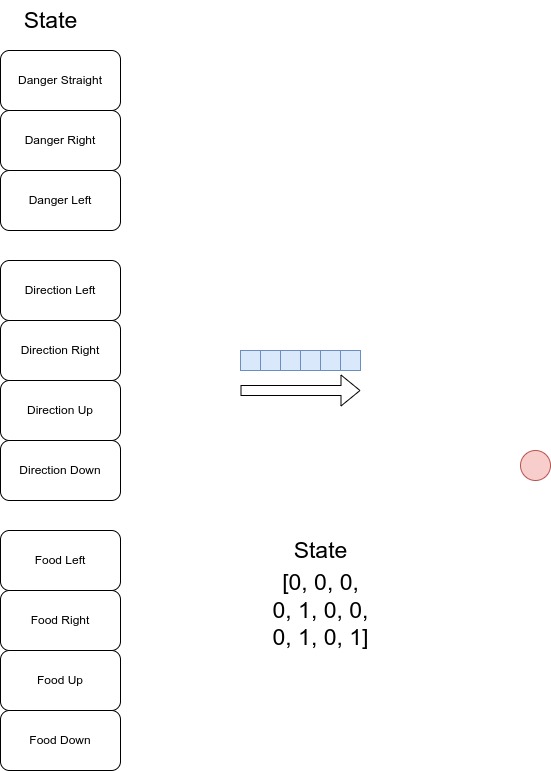 State
Danger Straight
Danger Right
Danger Left
Direction Left
Direction Right
Direction Up
Direction Down
Food Left
Food Right
Food Up
Food Down
State
[0, 0, 0,
0, 1, 0, 0,
0, 1, 0, 1]